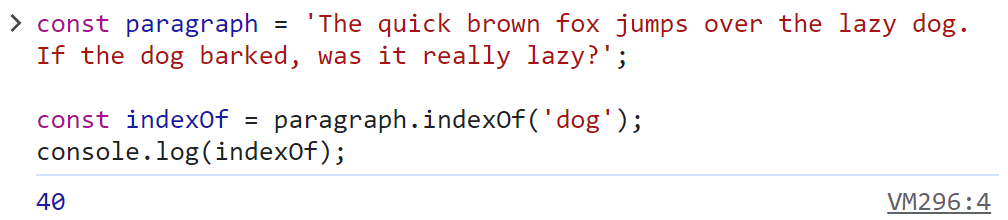 > const paragraph = 'The quick brown fox jumps over the lazy dog.
If the dog barked, was it really lazy?';
const indexOf = paragraph.indexOf('dog');
console.log(indexOf);
40 VM296:4